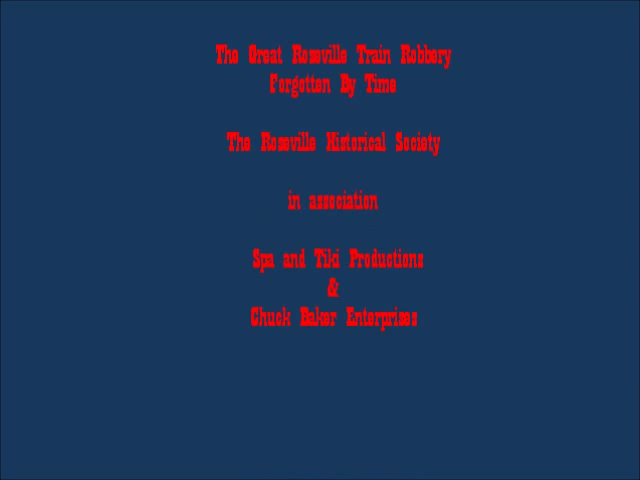 The Great Roseville Train Robbery
Forgotten By Time
The Roseville Historical Society
in association
Spa and Tiki Productions
&
Chuck Baker Enterprises